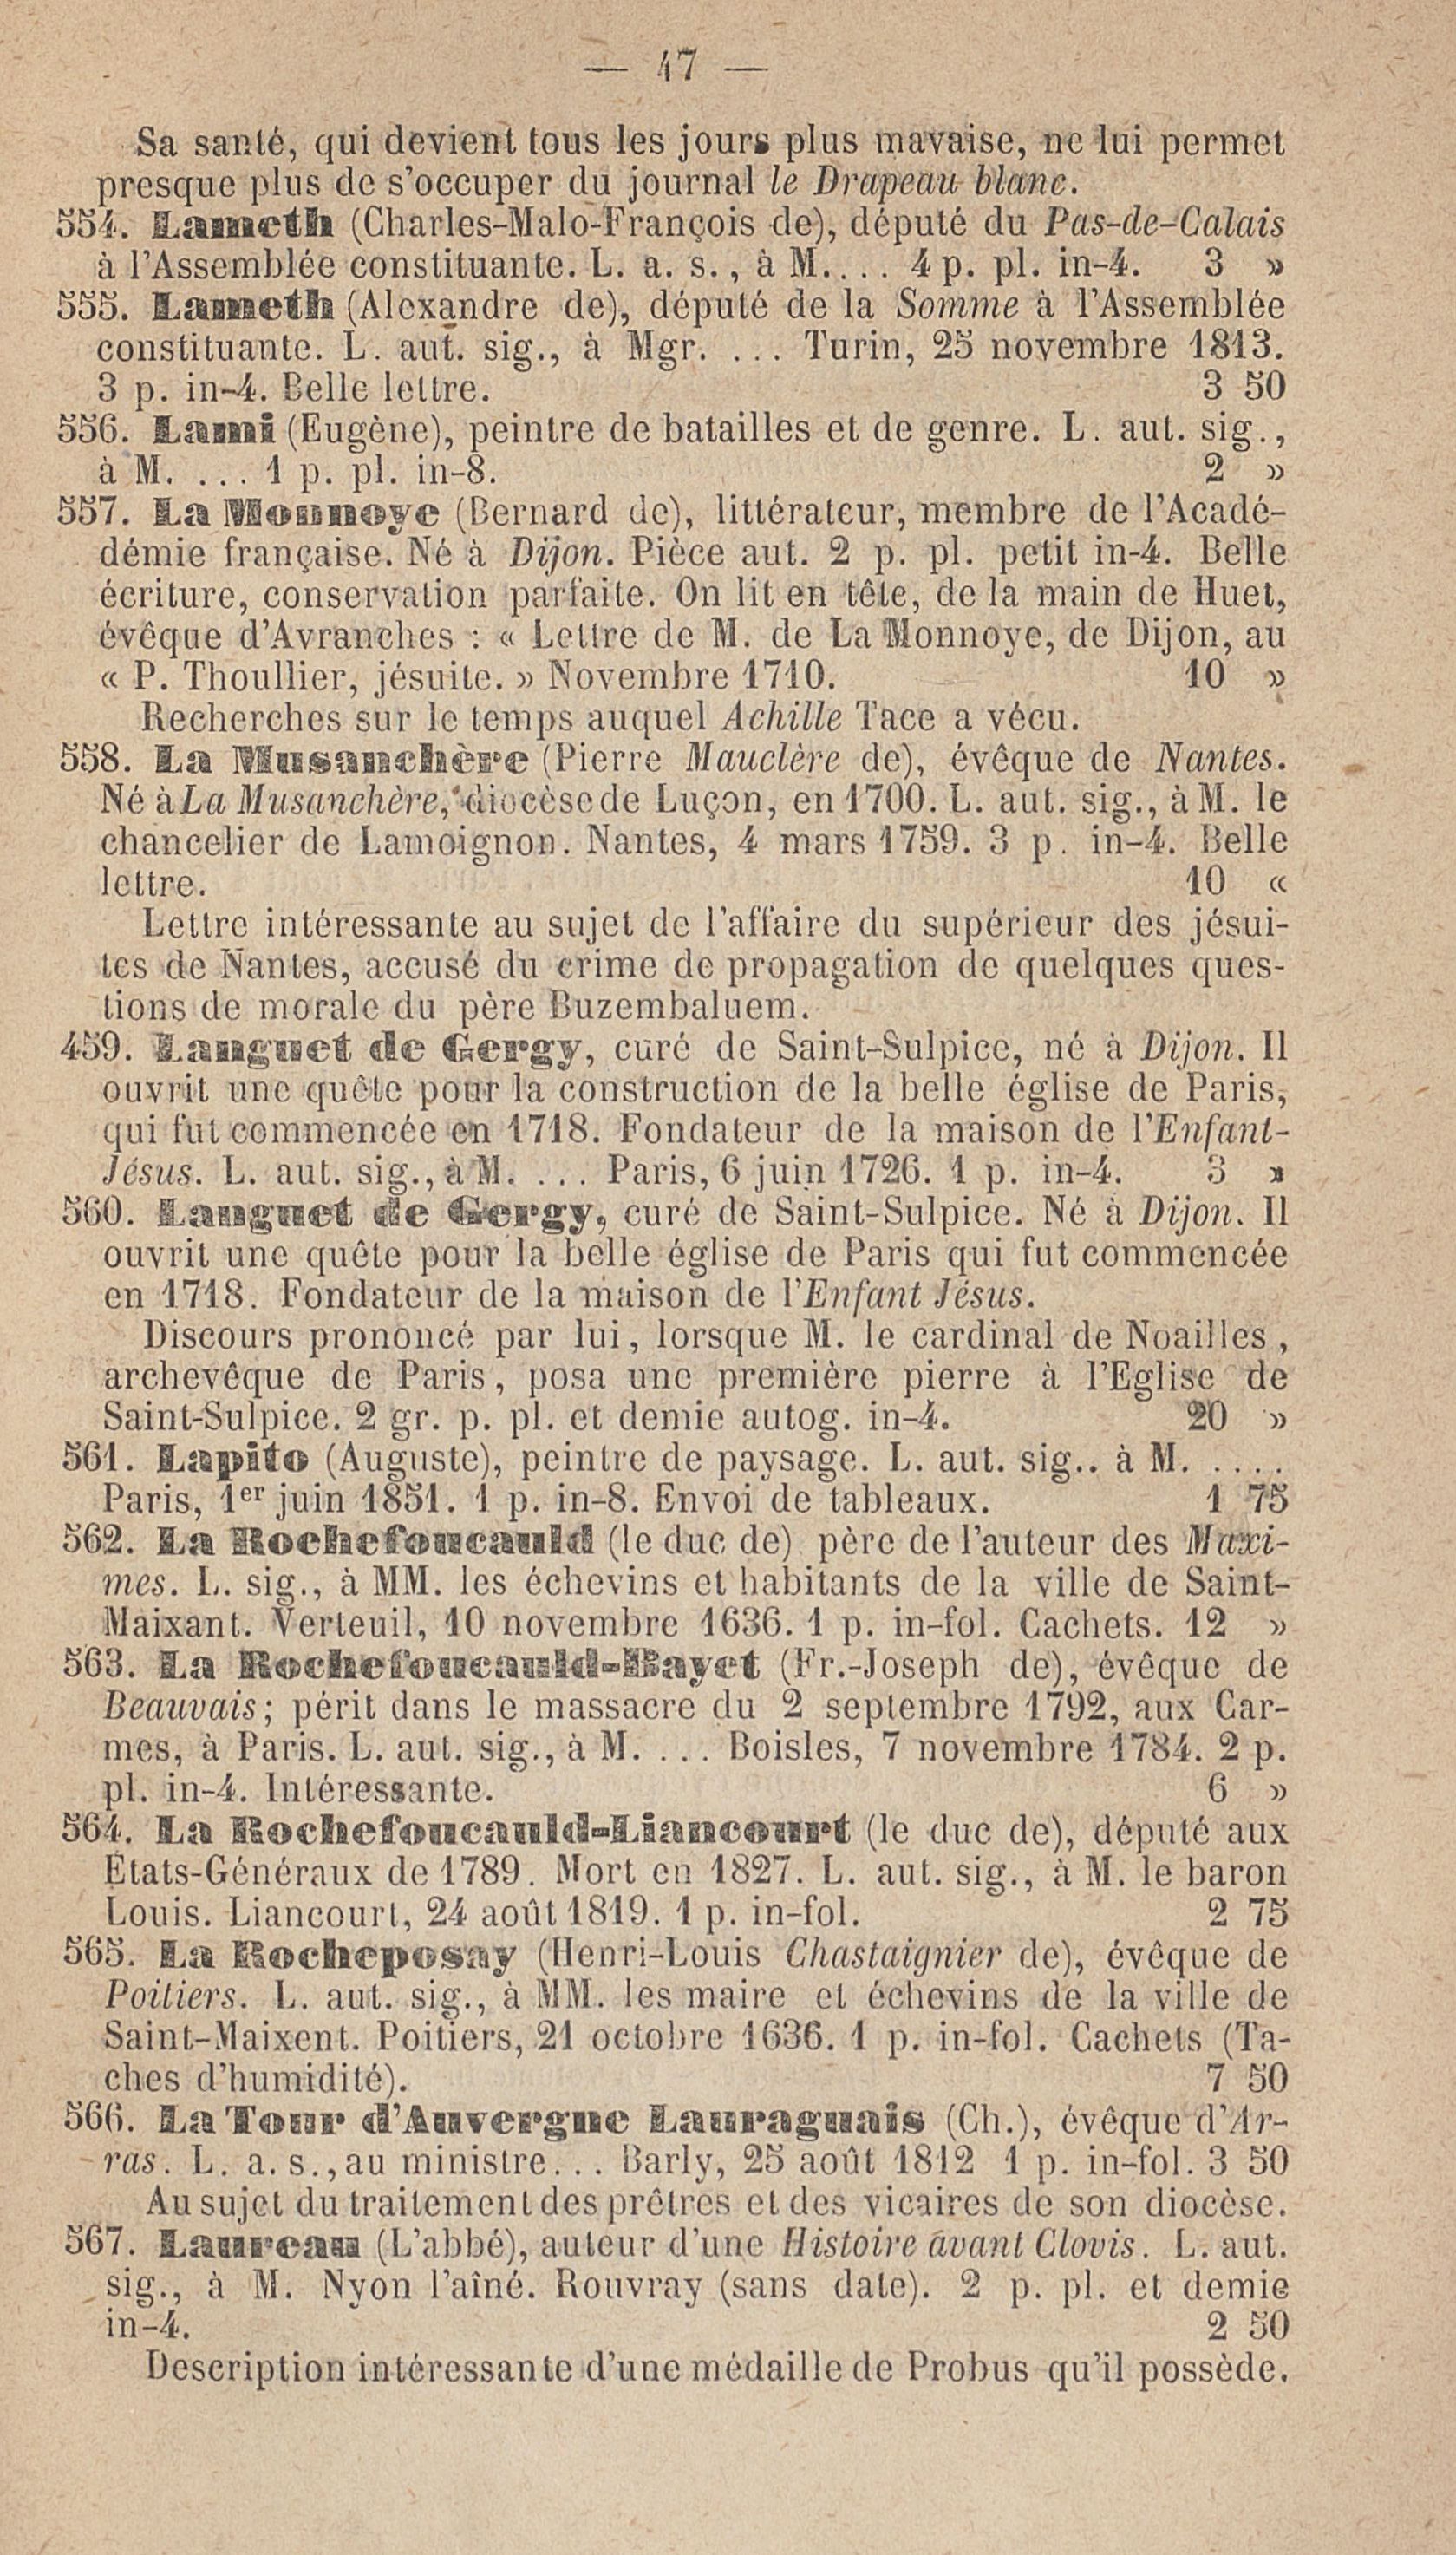 — 47 —
Sa santé, qui devient tous les jours plus mavaise, ne lui permet
presque plus de s'occuper du journal le Drapeau blanc.
554. Lameth (Charles-Malo-François de), député du Pas-de-Calais
à l'Assemblée constituante. L. a. s., à M.... 4 p. pl. in-4. 3 »
555. Lameth (Alexandre de), député de la Somme à l'Assemblée
constituante. L. aut. sig., à Mgr. ... Turin, 25 novembre 1813.
3 p. in-4. Belle lettre. 3 50
556. Lami (Eugène), peintre de batailles et de genre. L. aut. sig.,
à M. ... 1 p. pl. in-8. 2 »
557. La Monnoye (Bernard de), littérateur, membre de l'Acadé-
démie française. Né à Dijon. Pièce aut. 2 p. pl. petit in-4. Belle
écriture, conservation parfaite. On lit en tête, de la main de Huet,
évêque d'Avranches : « Lettre de M. de La Monnoye, de Dijon, au
« P. Thoullier, jésuite. » Novembre 1710. 10 »
Recherches sur le temps auquel Achille Tace a vécu.
558. La Musanchère (Pierre Mauclère de), évêque de Nantes.
Né à La Musanchère, diocèse de Luçon, en 1700. L. aut. sig., à M. le
chancelier de Lamoignon. Nantes, 4 mars 1759. 3 p. in-4. Belle
lettre. 10 «
Lettre intéressante au sujet de l'affaire du supérieur des jésui-
tes de Nantes, accusé du crime de propagation de quelques ques-
tions de morale du père Buzembaluem.
459. Languet de Gergy, curé de Saint-Sulpice, né à Dijon. Il
ouvrit une quête pour la construction de la belle église de Paris,
qui fut commencée en 1718. Fondateur de la maison de l'Enfant-
Jésus. L. aut. sig., à M. ... Paris, 6 juin 1726. 1 p. in-4. 3 »
560. Languet de Gergy, curé de Saint-Sulpice. Né à Dijon. Il
ouvrit une quête pour la belle église de Paris qui fut commencée
en 1718. Fondateur de la maison de l'Enfant Jésus.
Discours prononcé par lui, lorsque M. le cardinal de Noailles,
archevêque de Paris, posa une première pierre à l'Eglise de
Saint-Sulpice. 2 gr. p. pl. et demie autog. in-4. 20 »
561. Lapito (Auguste), peintre de paysage. L. aut. sig.. à M. ....
Paris, 1er juin 1851. 1 p. in-8. Envoi de tableaux. 1 75
562. La Rochefoucauld (le duc de) père de l'auteur des Maxi-
mes. L. sig., à MM. les échevins et habitants de la ville de Saint-
Maixant. Verteuil, 10 novembre 1636. 1 p. in-fol. Cachets. 12 »
563. La Rochefoucauld-Bayet (Fr.-Joseph de), évêque de
Beauvais; périt dans le massacre du 2 septembre 1792, aux Car-
mes, à Paris. L. aut. sig., à M. ... Boisles, 7 novembre 1784. 2 p.
pl. in-4. Intéressante. 6 »
564. La Rochefoucauld-Liancourt (le duc de), député aux
États-Généraux de 1789. Mort en 1827. L. aut. sig., à M. le baron
Louis. Liancourt, 24 août 1819. 1 p. in-fol. 2 75
565. La Rocheposay (Henri-Louis Chastaignier de), évêque de
Poitiers. L. aut. sig., à MM. les maire et échevins de la ville de
Saint-Maixent. Poitiers, 21 octobre 1636. 1 p. in-fol. Cachets (Ta-
ches d'humidité). 7 50
566. La Tour d'Auvergne Lauraguais (Ch.), évêque d'Ar-
ras. L. a. s., au ministre... Barly, 25 août 1812 1 p. in-fol. 3 50
Au sujet du traitement des prêtres et des vicaires de son diocèse.
567. Laureau (L'abbé), auteur d'une Histoire avant Clovis. L. aut.
sig., à M. Nyon l'aîné. Rouvray (sans date). 2 p. pl. et demie
in-4. 2 50
Description intéressante d'une médaille de Probus qu'il possède.